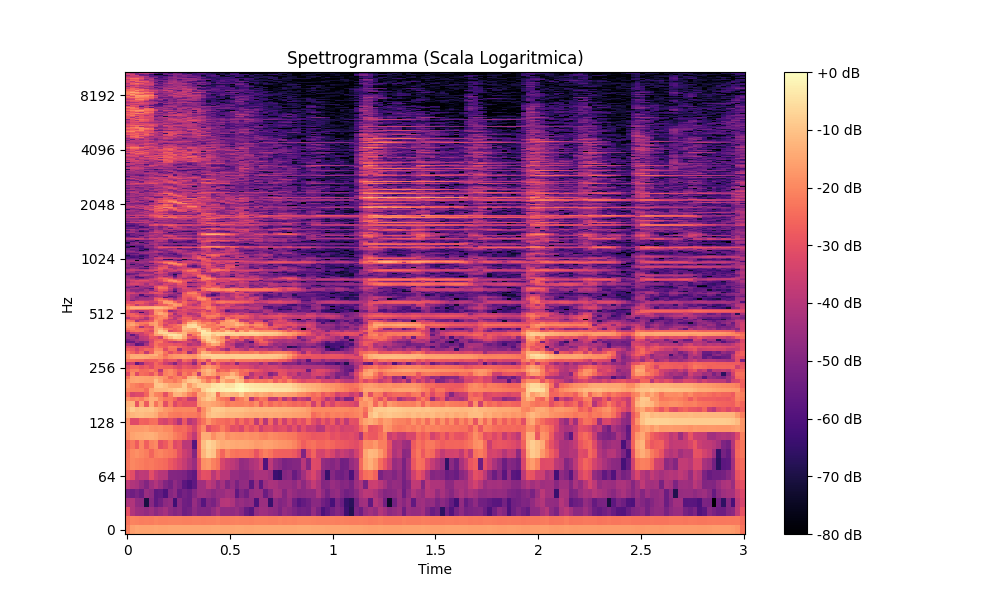 Spettrogramma (Scala Logaritmica)
Hz
8192
4096
2048
1024
512
256
128
64
0
0
0.5
1
1.5
2
2.5
3
Time
+0 dB
-10 dB
-20 dB
-30 dB
-40 dB
-50 dB
-60 dB
-70 dB
-80 dB